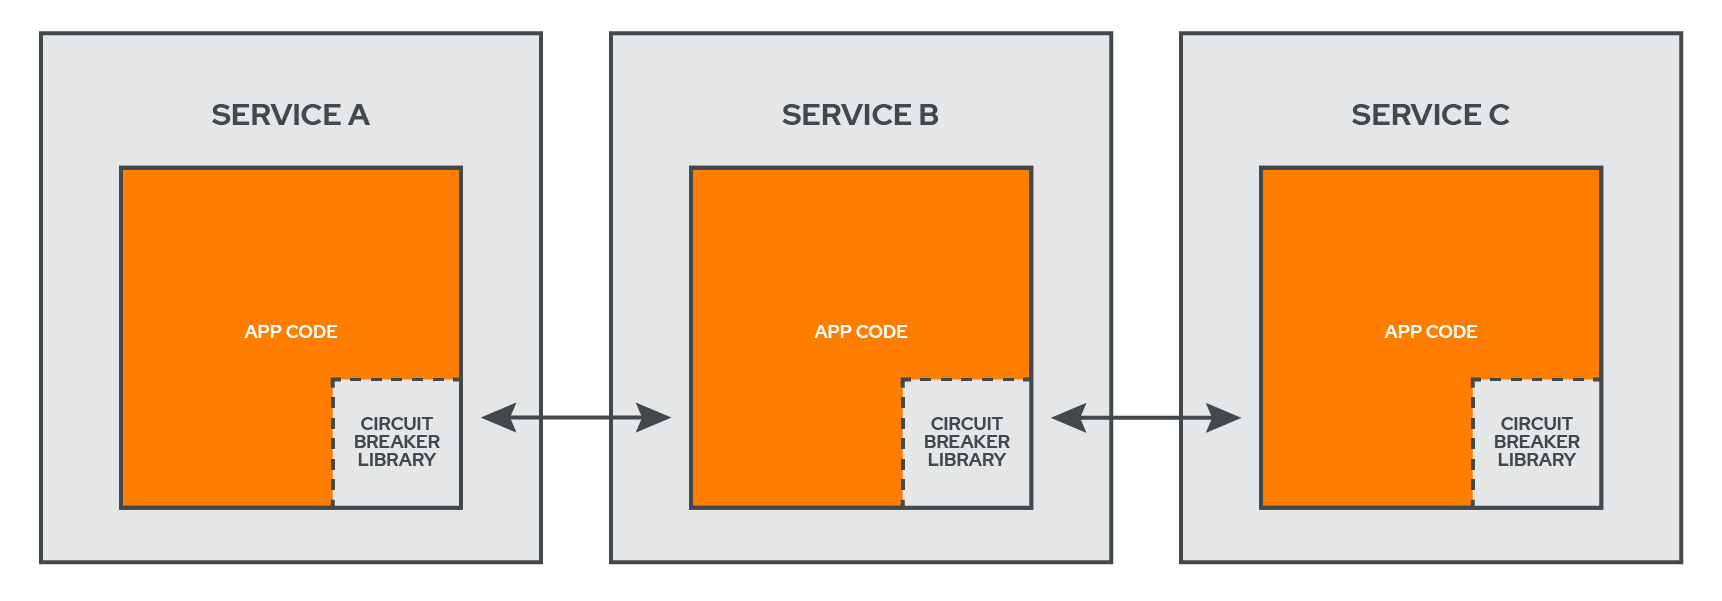 SERVICE A
APP CODE
CIRCUIT
BREAKER
LIBRARY
SERVICE B
APP CODE
CIRCUIT
BREAKER
LIBRARY
SERVICE C
APP CODE
CIRCUIT
BREAKER
LIBRARY